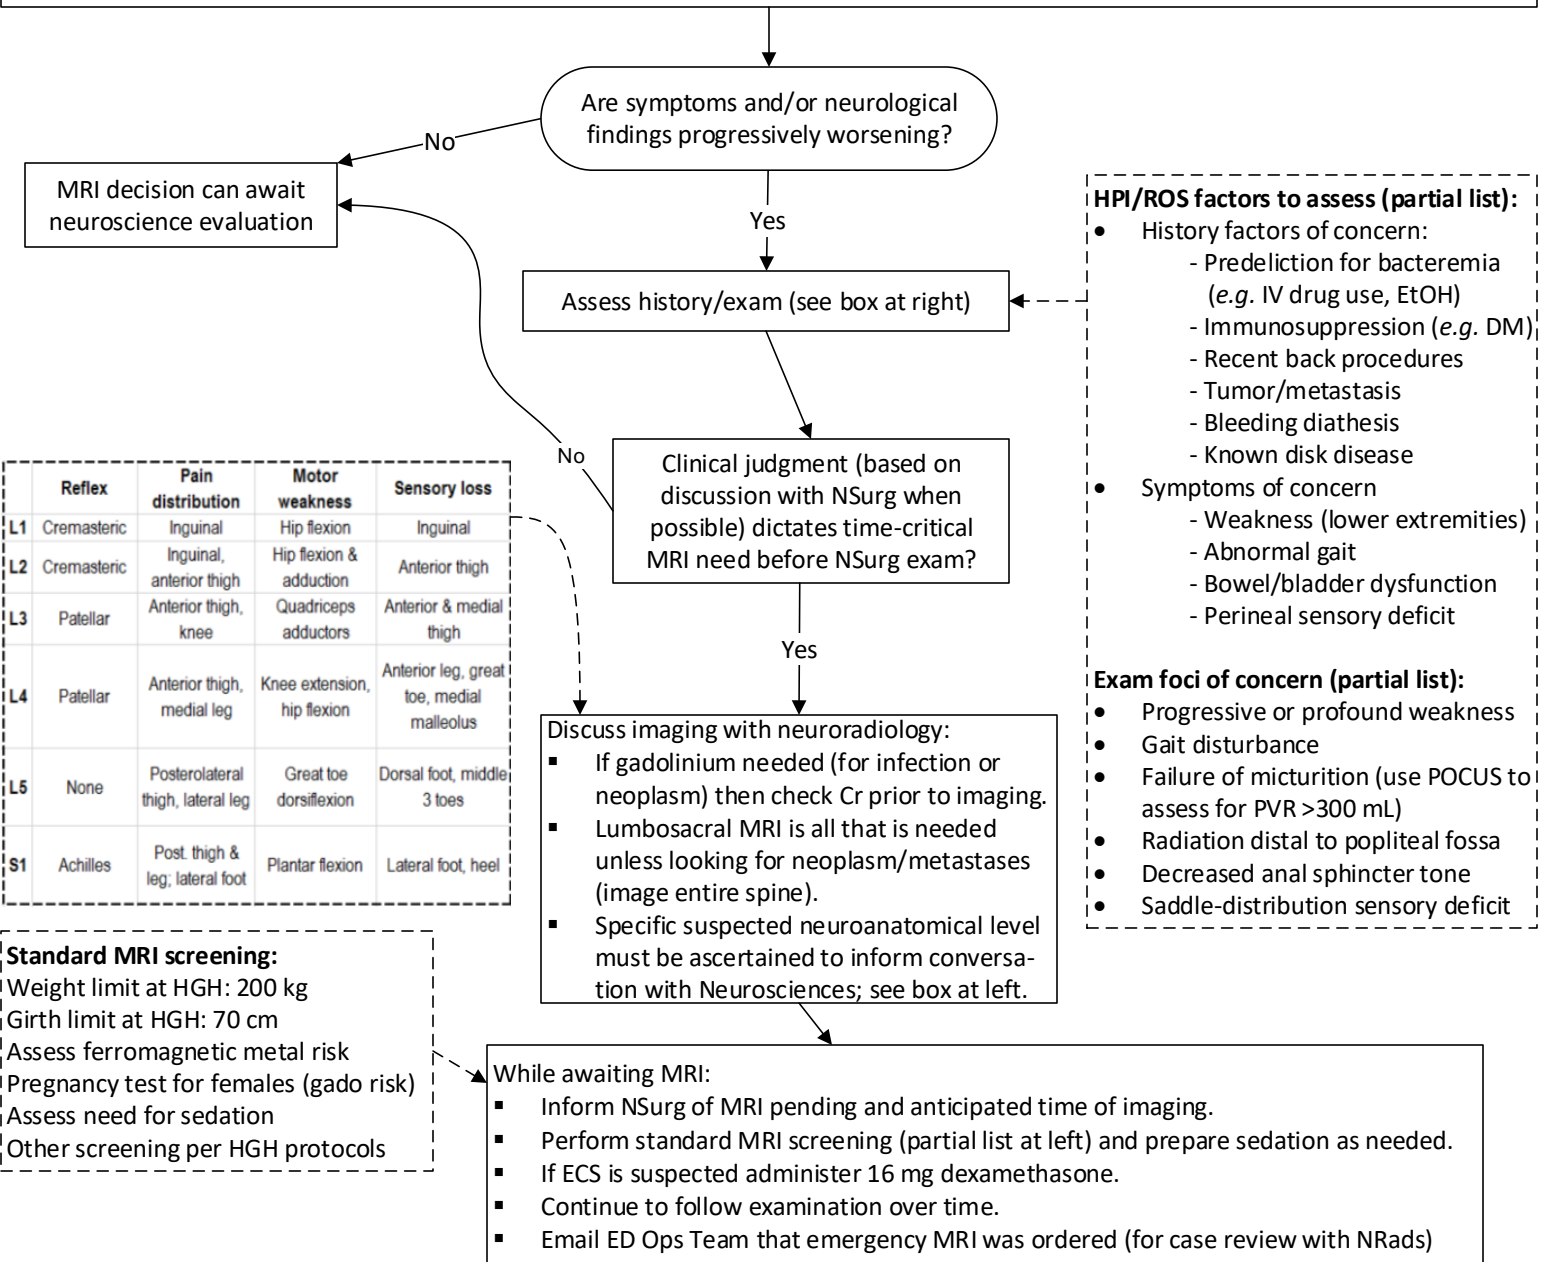 Are symptoms and/or neurological
findings progressively worsening?
No
MRI decision can await
neuroscience evaluation
Yes
Assess history/exam (see box at right)
HPI/ROS factors to assess (partial list):
• History factors of concern:
- Predeliction for bacteremia
(e.g. IV drug use, EtOH)
- Immunosuppression (e.g. DM)
- Recent back procedures
- Tumor/metastasis
- Bleeding diathesis
- Known disk disease
• Symptoms of concern
- Weakness (lower extremities)
- Abnormal gait
- Bowel/bladder dysfunction
- Perineal sensory deficit
Exam foci of concern (partial list):
• Progressive or profound weakness
• Gait disturbance
• Failure of micturition (use POCUS to
assess for PVR >300 mL)
• Radiation distal to popliteal fossa
• Decreased anal sphincter tone
• Saddle-distribution sensory deficit
No
Clinical judgment (based on
discussion with NSurg when
possible) dictates time-critical
MRI need before NSurg exam?
Yes
Reflex Pain distribution Motor weakness Sensory loss
L1 Cremasteric Inguinal Hip flexion Inguinal
L2 Cremasteric Inguinal, anterior thigh Hip flexion & adduction Anterior thigh
L3 Patellar Anterior thigh, knee Quadriceps adductors Anterior & medial thigh
L4 Patellar Anterior thigh, medial leg Knee extension, hip flexion Anterior leg, great toe, medial malleolus
L5 None Posterolateral thigh, lateral leg Great toe dorsiflexion Dorsal foot, middle 3 toes
S1 Achilles Post. thigh & leg; lateral foot Plantar flexion Lateral foot, heel
Discuss imaging with neuroradiology:
▪ If gadolinium needed (for infection or
neoplasm) then check Cr prior to imaging.
▪ Lumbosacral MRI is all that is needed
unless looking for neoplasm/metastases
(image entire spine).
▪ Specific suspected neuroanatomical level
must be ascertained to inform conversa-
tion with Neurosciences; see box at left.
Standard MRI screening:
Weight limit at HGH: 200 kg
Girth limit at HGH: 70 cm
Assess ferromagnetic metal risk
Pregnancy test for females (gado risk)
Assess need for sedation
Other screening per HGH protocols
While awaiting MRI:
▪ Inform NSurg of MRI pending and anticipated time of imaging.
▪ Perform standard MRI screening (partial list at left) and prepare sedation as needed.
▪ If ECS is suspected administer 16 mg dexamethasone.
▪ Continue to follow examination over time.
▪ Email ED Ops Team that emergency MRI was ordered (for case review with NRads)